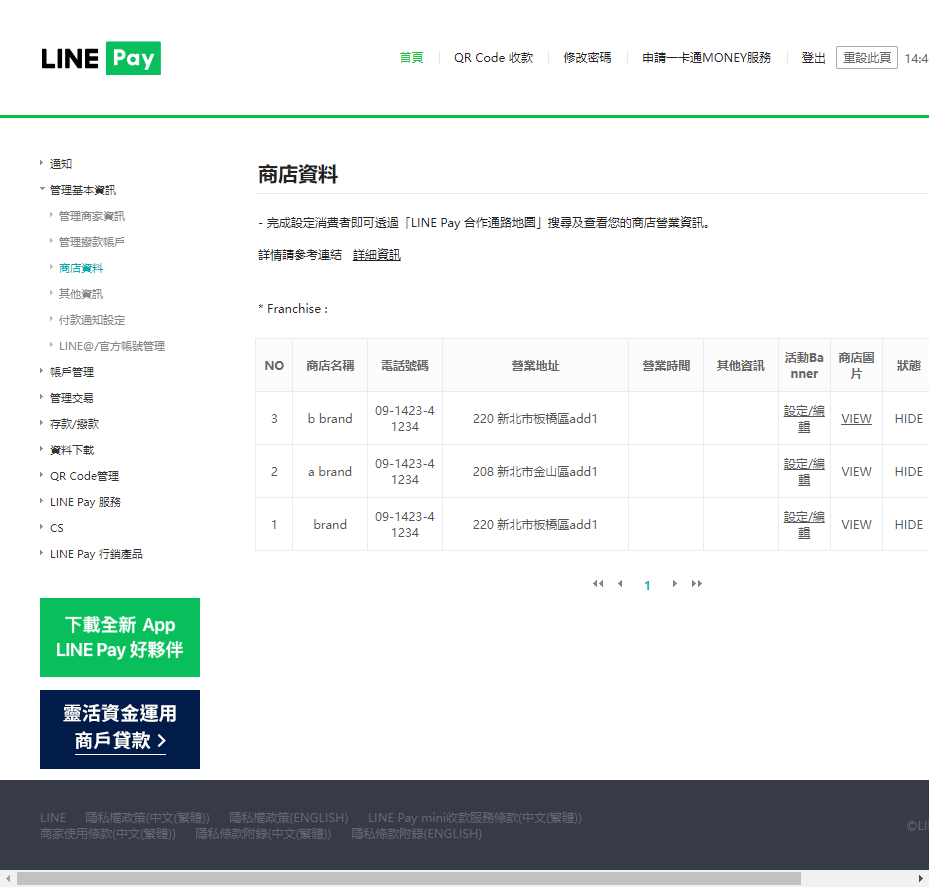 LINE Pay
首頁 QR Code 收款 修改密碼 申請一卡通MONEY服務 登出 重設此頁 14:4
通知
管理基本資訊
管理商家資訊
管理撥款帳戶
商店資料
其他資訊
付款通知設定
LINE@/官方帳號管理
帳戶管理
管理交易
存款/撥款
資料下載
QR Code管理
LINE Pay 服務
CS
LINE Pay 行銷產品
下載全新 App
LINE Pay 好夥伴
靈活資金運用
商戶貸款
商店資料
- 完成設定消費者即可透過「LINE Pay 合作通路地圖」搜尋及查看您的商店營業資訊。
詳情請參考連結 詳細資訊
* Franchise :
NO 商店名稱 電話號碼 營業地址 營業時間 其他資訊 活動Banner 商店圖片 狀態
3 b brand 09-1423-41234 220 新北市板橋區add1 設定/編輯 VIEW HIDE
2 a brand 09-1423-41234 208 新北市金山區add1 設定/編輯 VIEW HIDE
1 brand 09-1423-41234 220 新北市板橋區add1 設定/編輯 VIEW HIDE
1
LINE 隱私權政策(中文(繁體)) 隱私權政策(ENGLISH) LINE Pay mini收款服務條款(中文(繁體))
商家使用條款(中文(繁體)) 隱私條款附錄(中文(繁體)) 隱私條款附錄(ENGLISH)
©LI